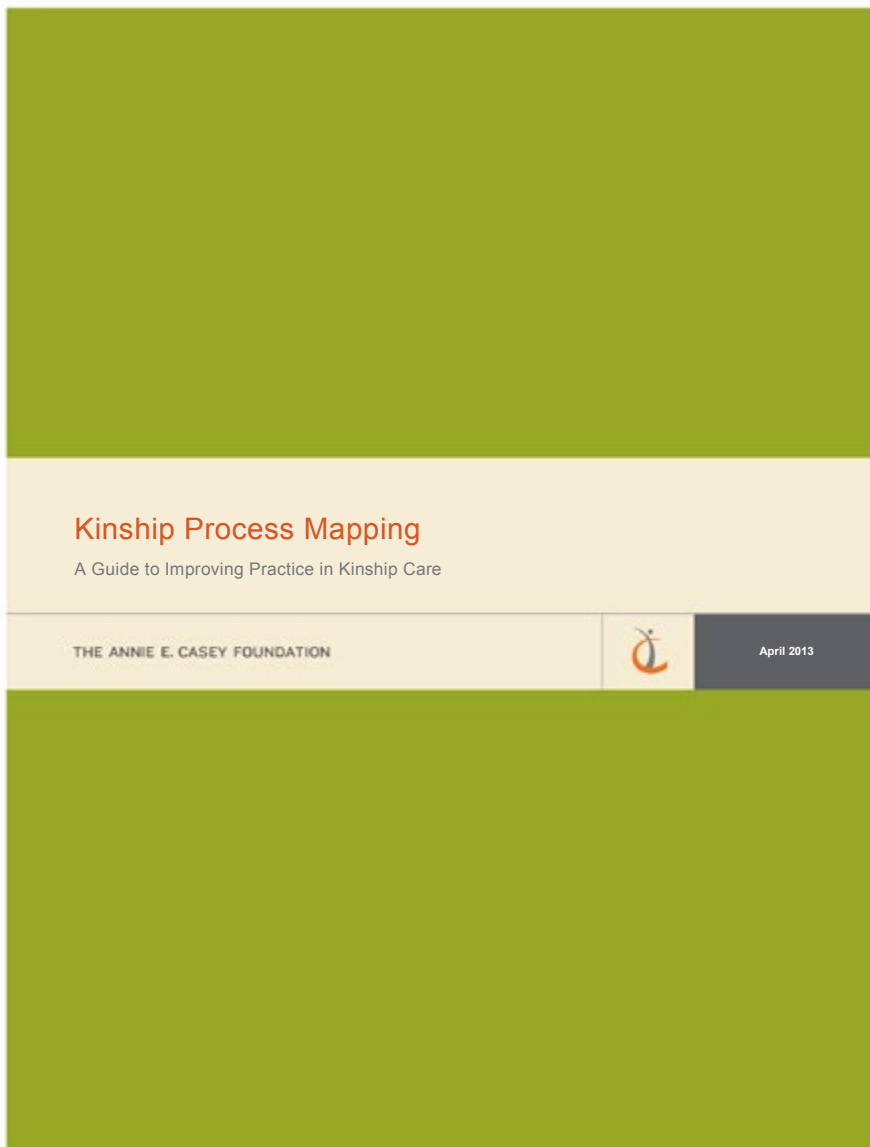 Kinship Process Mapping
A Guide to Improving Practice in Kinship Care
THE ANNIE E. CASEY FOUNDATION
April 2013